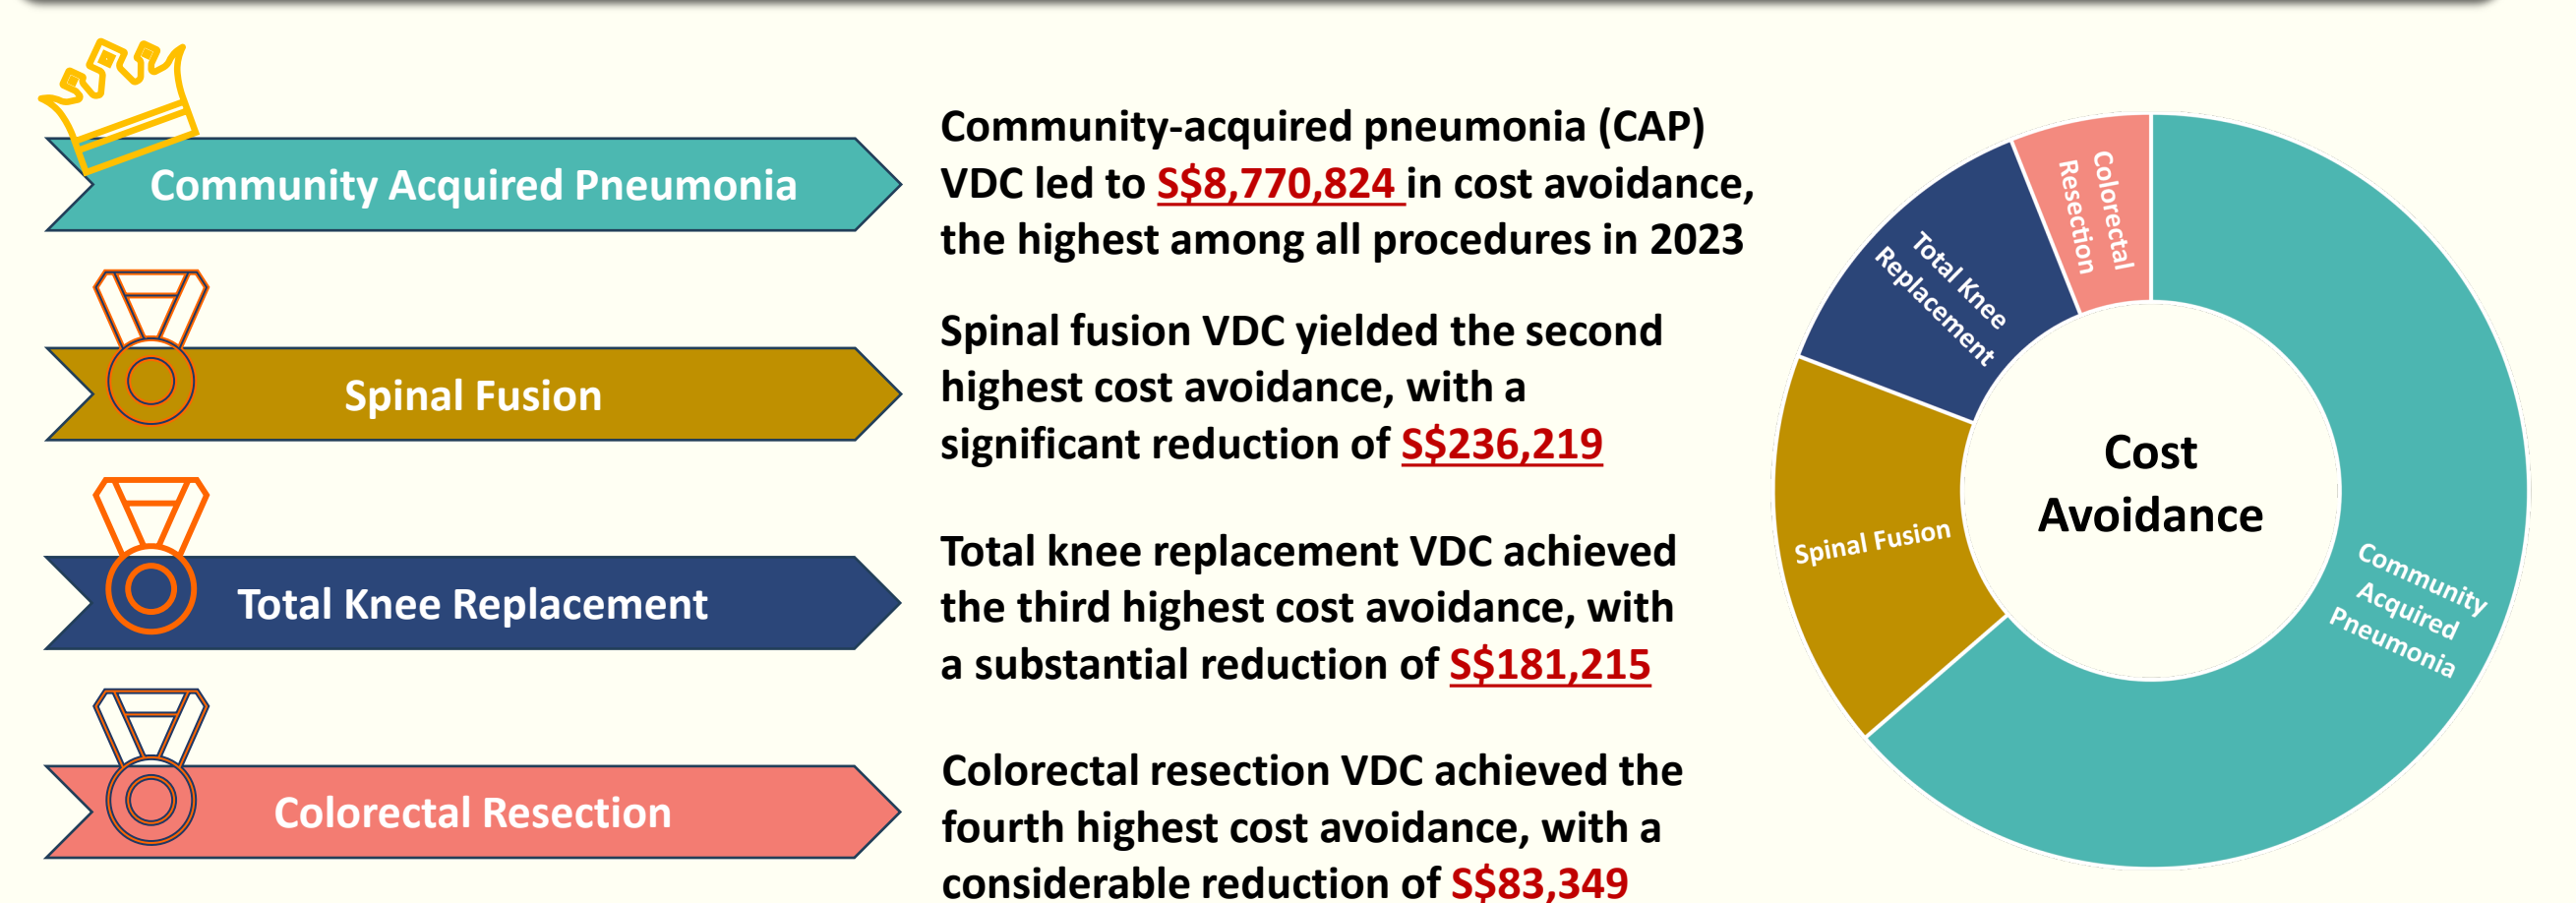 Community Acquired Pneumonia
Community-acquired pneumonia (CAP)
VDC led to S$8,770,824 in cost avoidance,
the highest among all procedures in 2023
Spinal Fusion
Spinal fusion VDC yielded the second
highest cost avoidance, with a
significant reduction of S$236,219
Total Knee Replacement
Total knee replacement VDC achieved
the third highest cost avoidance, with
a substantial reduction of S$181,215
Colorectal Resection
Colorectal resection VDC achieved the
fourth highest cost avoidance, with a
considerable reduction of S$83,349
Colorectal
Resection
Total Knee
Replacement
Spinal Fusion
Cost
Avoidance
Community
Acquired
Pneumonia